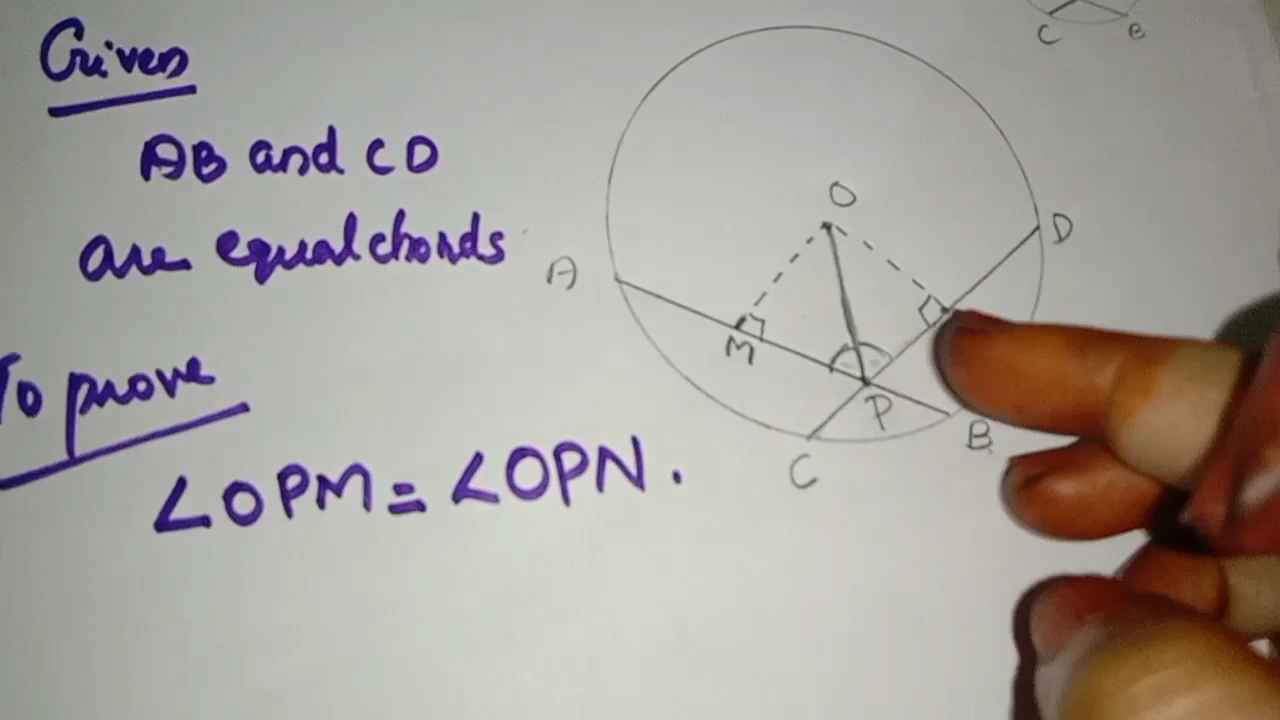 Given
AB and CD
are equal chords
To prove
∠OPM = ∠OPN.
C B
O
D
A
M
P
B
C